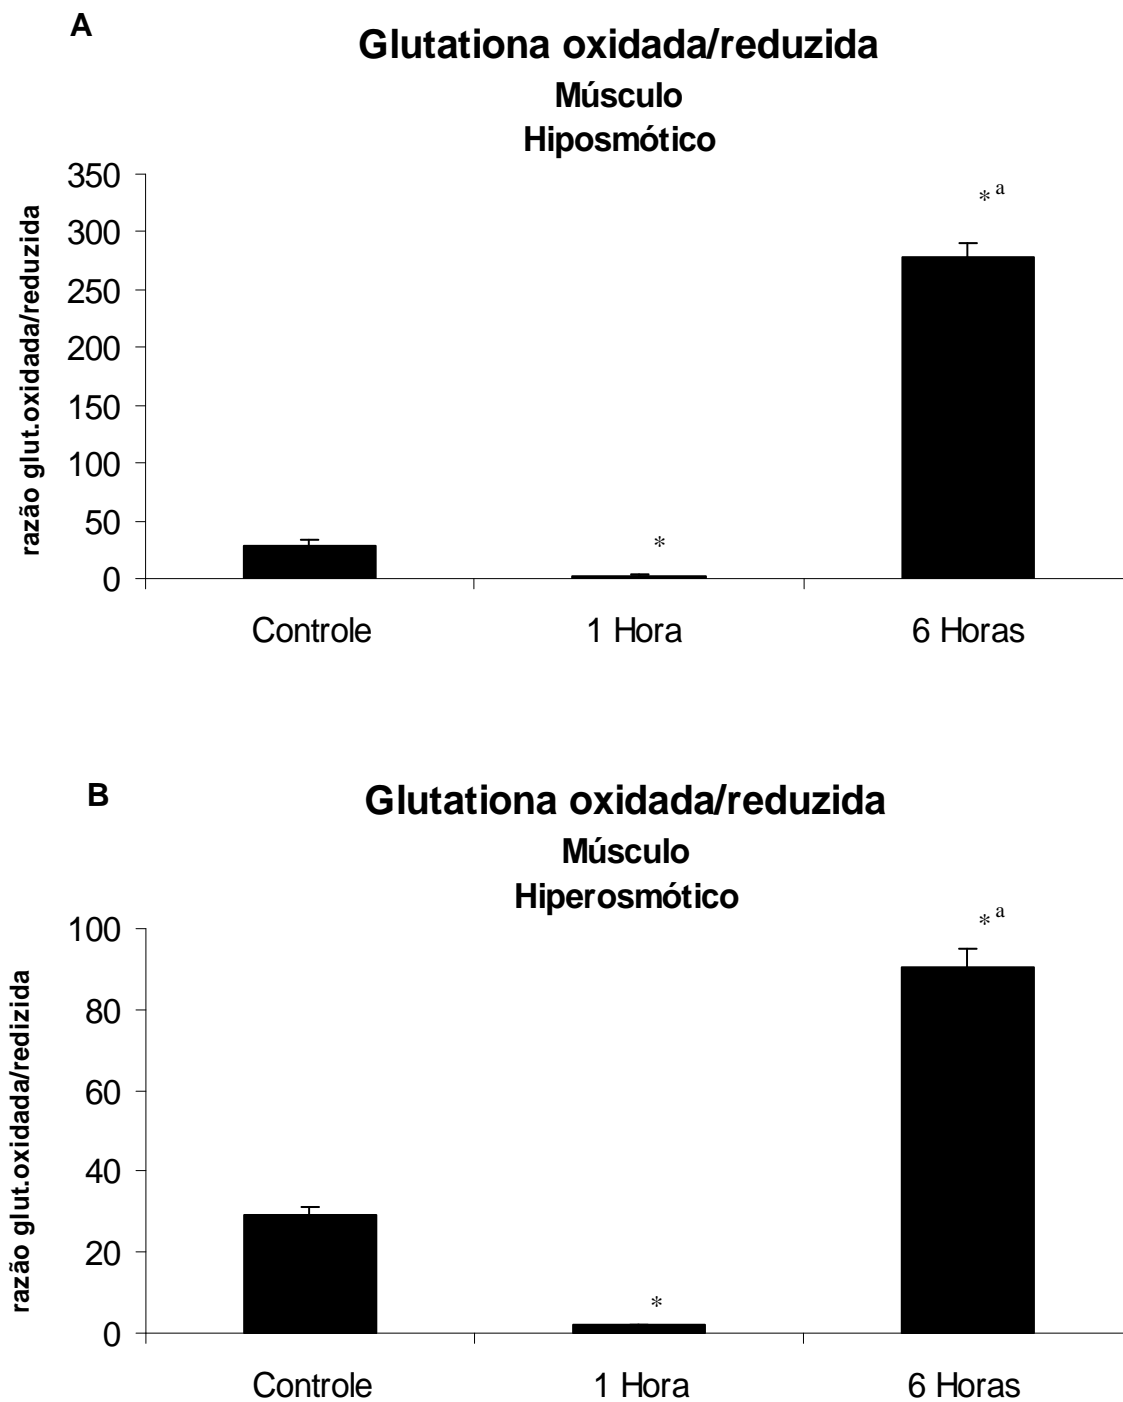 A
Glutationa oxidada/reduzida
Músculo
Hiposmótico
razão glut.oxidada/reduzida
350
300
250
200
150
100
50
0
* a
*
Controle
1 Hora
6 Horas
B
Glutationa oxidada/reduzida
Músculo
Hiperosmótico
razão glut.oxidada/redizida
100
80
60
40
20
0
* a
*
Controle
1 Hora
6 Horas